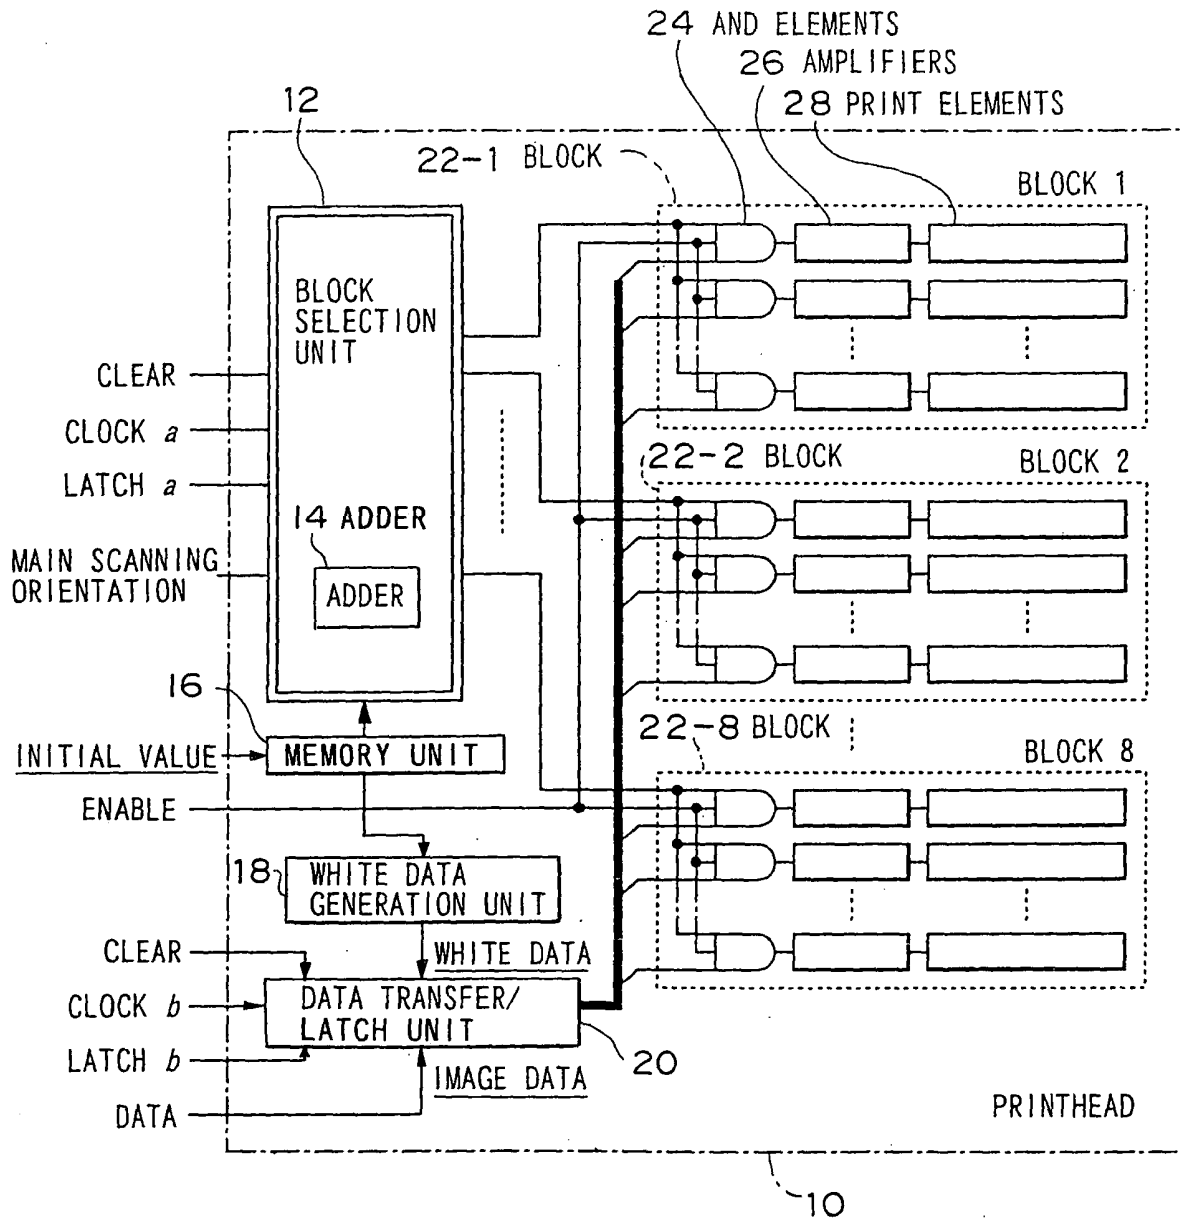 24 AND ELEMENTS
26 AMPLIFIERS
28 PRINT ELEMENTS
12
22-1 BLOCK
BLOCK 1
BLOCK
SELECTION
UNIT
CLEAR
CLOCK a
LATCH a
22-2 BLOCK
BLOCK 2
14 ADDER
MAIN SCANNING
ORIENTATION
ADDER
16
22-8 BLOCK
BLOCK 8
INITIAL VALUE
MEMORY UNIT
ENABLE
18
WHITE DATA
GENERATION UNIT
CLEAR
WHITE DATA
CLOCK b
DATA TRANSFER/
LATCH UNIT
LATCH b
20
IMAGE DATA
DATA
PRINTHEAD
10